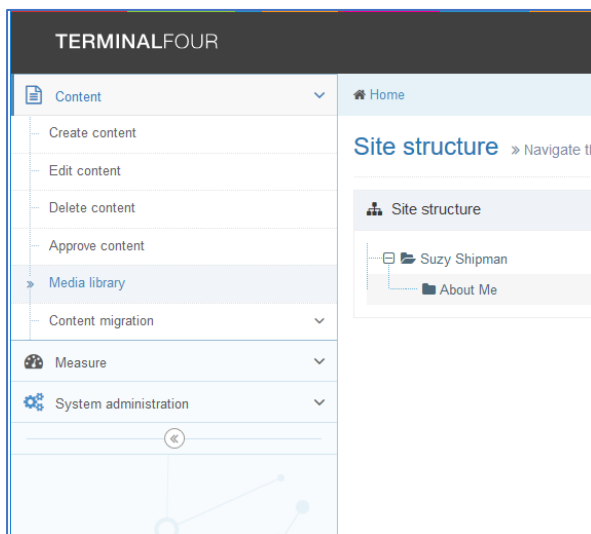 TERMINALFOUR
Content
Create content
Edit content
Delete content
Approve content
Media library
Content migration
Measure
System administration
Home
Site structure » Navigate
Site structure
Suzy Shipman
About Me